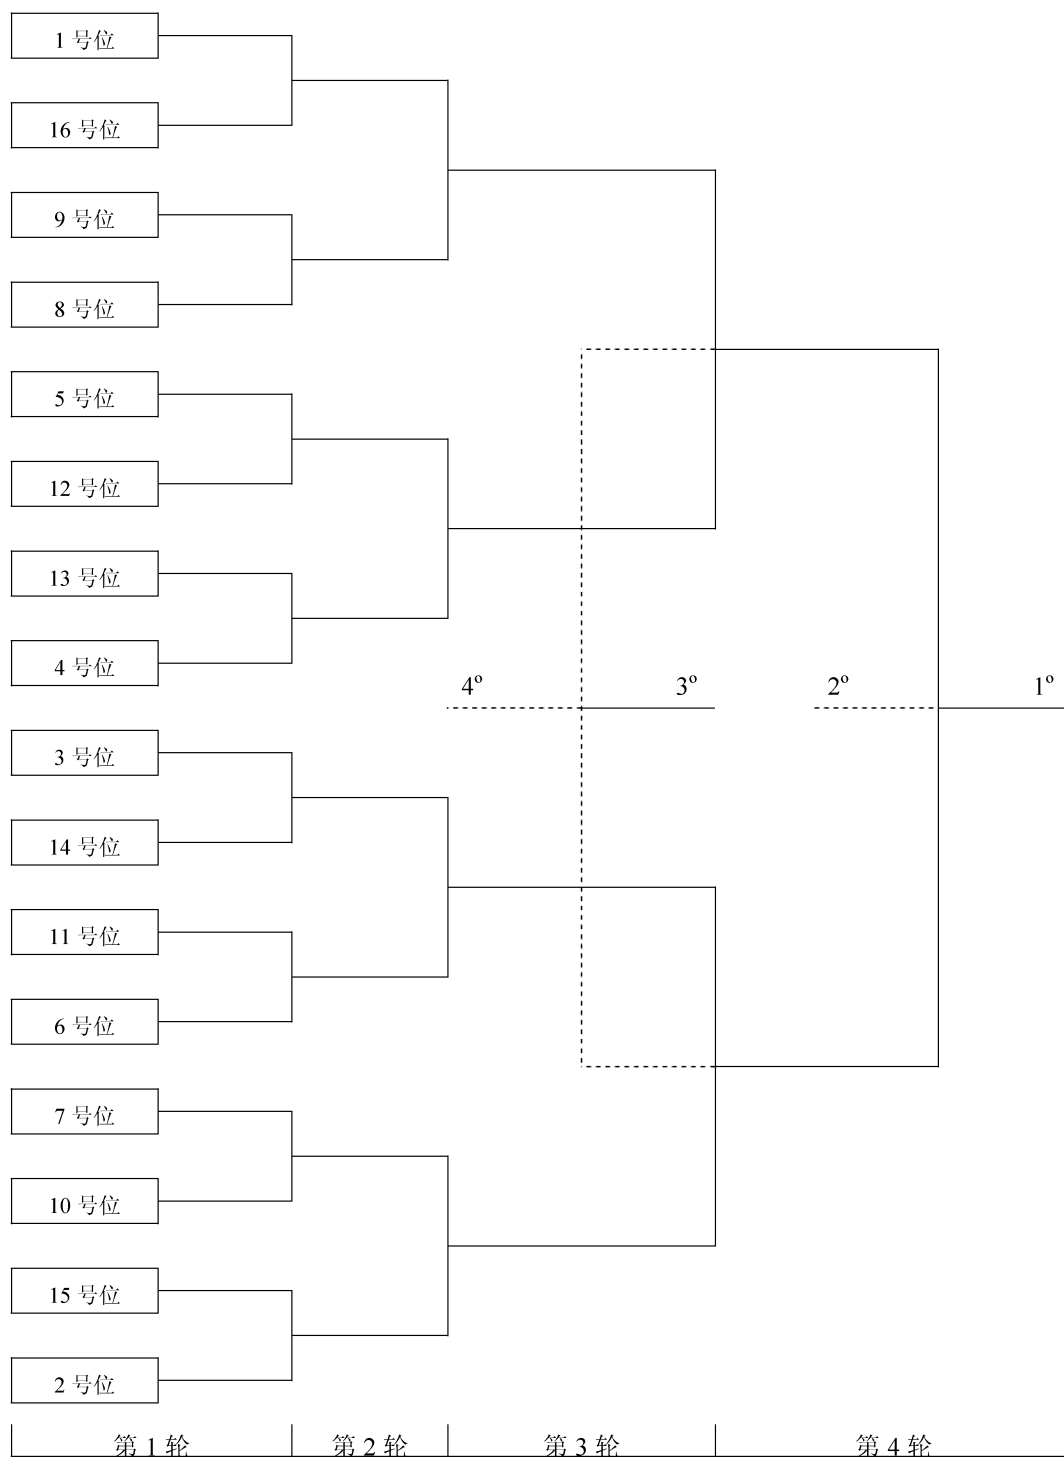 1 号位
16 号位
9 号位
8 号位
5 号位
12 号位
13 号位
4 号位
4º 3º 2º 1º
3 号位
14 号位
11 号位
6 号位
7 号位
10 号位
15 号位
2 号位
第 1 轮 第 2 轮 第 3 轮 第 4 轮